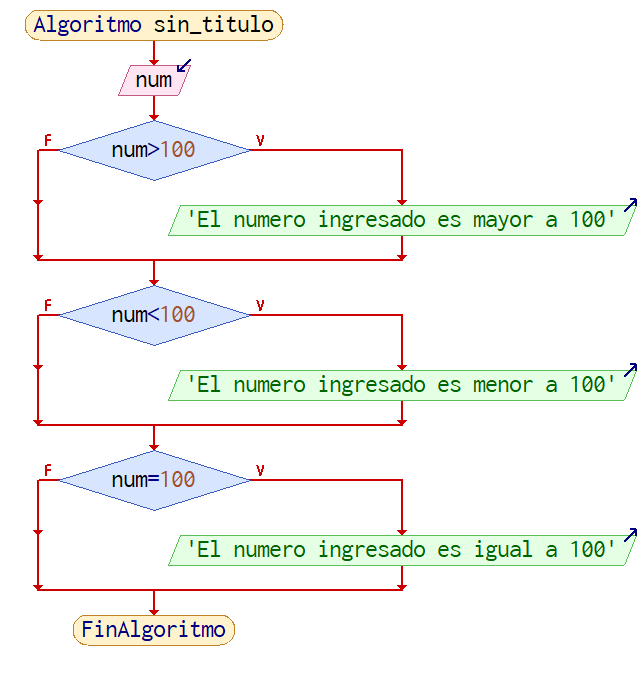 Algoritmo sin_titulo
num
F
num>100
V
'El numero ingresado es mayor a 100'
F
num<100
V
'El numero ingresado es menor a 100'
F
num=100
V
'El numero ingresado es igual a 100'
FinAlgoritmo